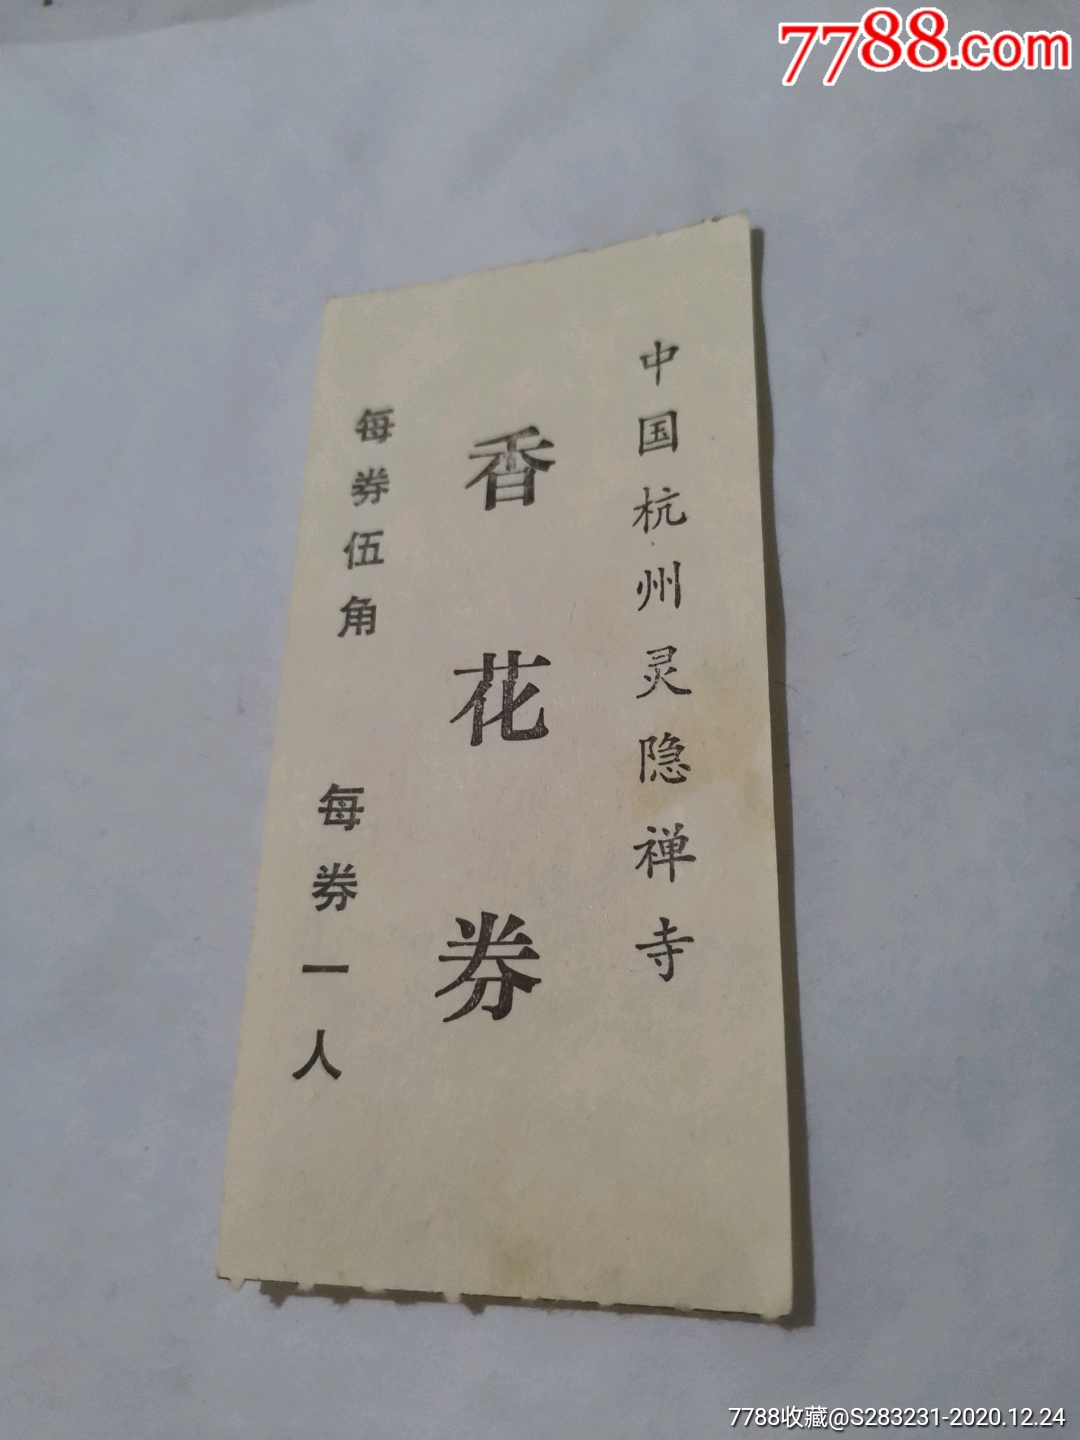 7788.com
中国杭州灵隐禅寺
香花券
每券伍角 每券一人
7788收藏@S283231-2020.12.24